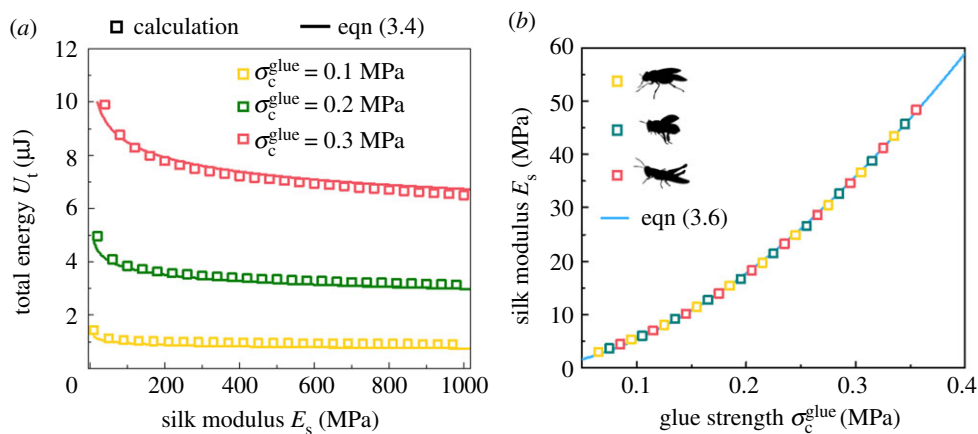 (a)
calculation
eqn (3.4)
12
10
8
6
4
2
0
total energy Uₜ (μJ)
σ_c^glue = 0.1 MPa
σ_c^glue = 0.2 MPa
σ_c^glue = 0.3 MPa
200 400 600 800 1000
silk modulus Eₛ (MPa)
(b)
60
50
40
30
20
10
0
silk modulus Eₛ (MPa)
eqn (3.6)
0.1 0.2 0.3 0.4
glue strength σ_c^glue (MPa)